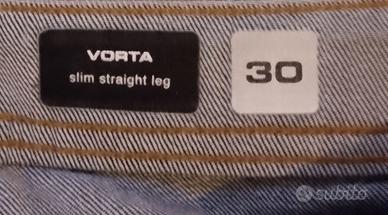 VORTA
slim straight leg
30
subito